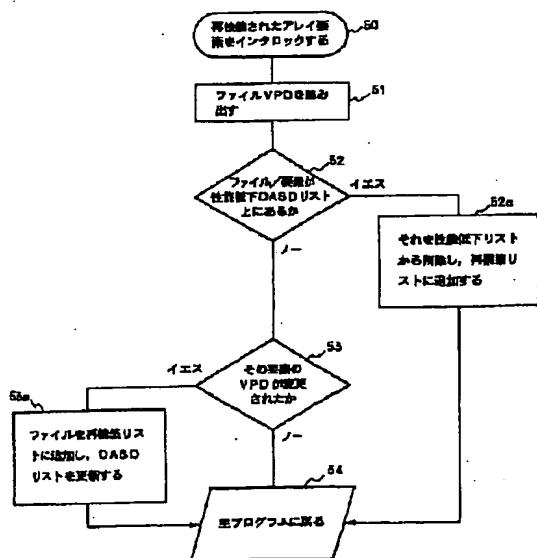 再接続されたアレイ要
素をインタロックする
50
ファイルVPDを読み
出す
51
52
ファイル/要素が
性能低下DASDリスト
上にあるか
イエス
ノー
52a
それを性能低下リスト
から削除し,再構築リ
ストに追加する
53
その要素の
VPDが変更
されたか
イエス
ノー
53a
ファイルを再構築リ
ストに追加し,DASD
リストを更新する
54
主プログラムに戻る